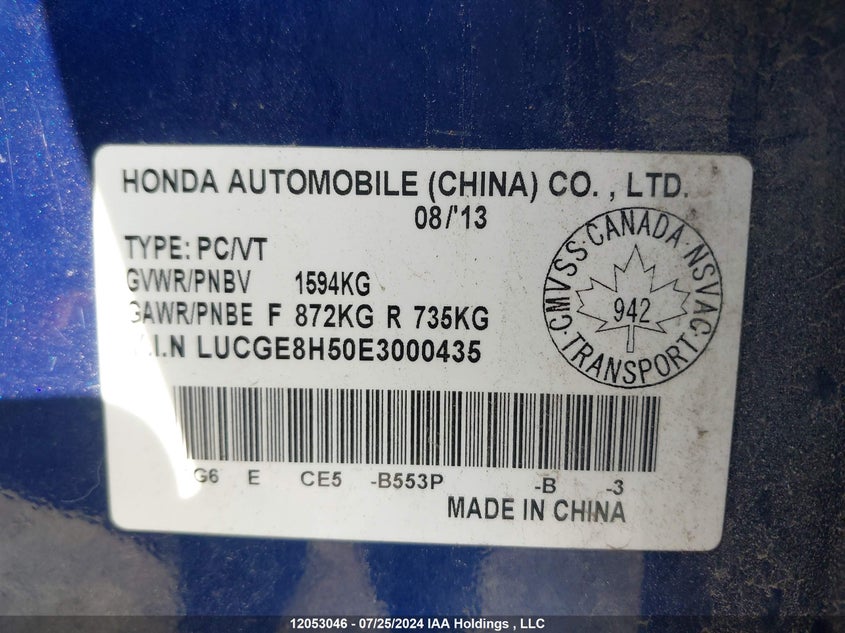 HONDA AUTOMOBILE (CHINA) CO. , LTD.
08/'13
TYPE: PC/VT
GVWR/PNBV 1594KG
GAWR/PNBE F 872KG R 735KG
V.I.N LUCGE8H50E3000435
CMVSS · CANADA NSVAC · TRANSPORT
942
G6 E CE5 -B553P -B -3
MADE IN CHINA
12053046 - 07/25/2024 IAA Holdings , LLC